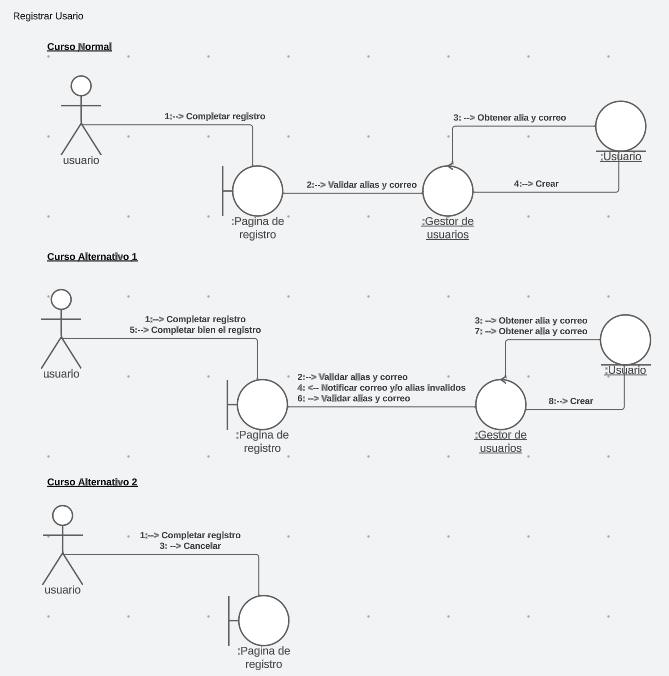 Registrar Usario
Curso Normal
1:--> Completar registro
3: --> Obtener alia y correo
usuario
:Usuario
2:--> Validar alias y correo
4:--> Crear
:Pagina de
registro
:Gestor de
usuarios
Curso Alternativo 1
1:--> Completar registro
5:--> Completar bien el registro
3: --> Obtener alia y correo
7: --> Obtener alia y correo
usuario
:Usuario
2:--> Validar alias y correo
4: <-- Notificar correo y/o alias invalidos
6: --> Validar alias y correo
8:--> Crear
:Pagina de
registro
:Gestor de
usuarios
Curso Alternativo 2
1:--> Completar registro
3: --> Cancelar
usuario
:Pagina de
registro